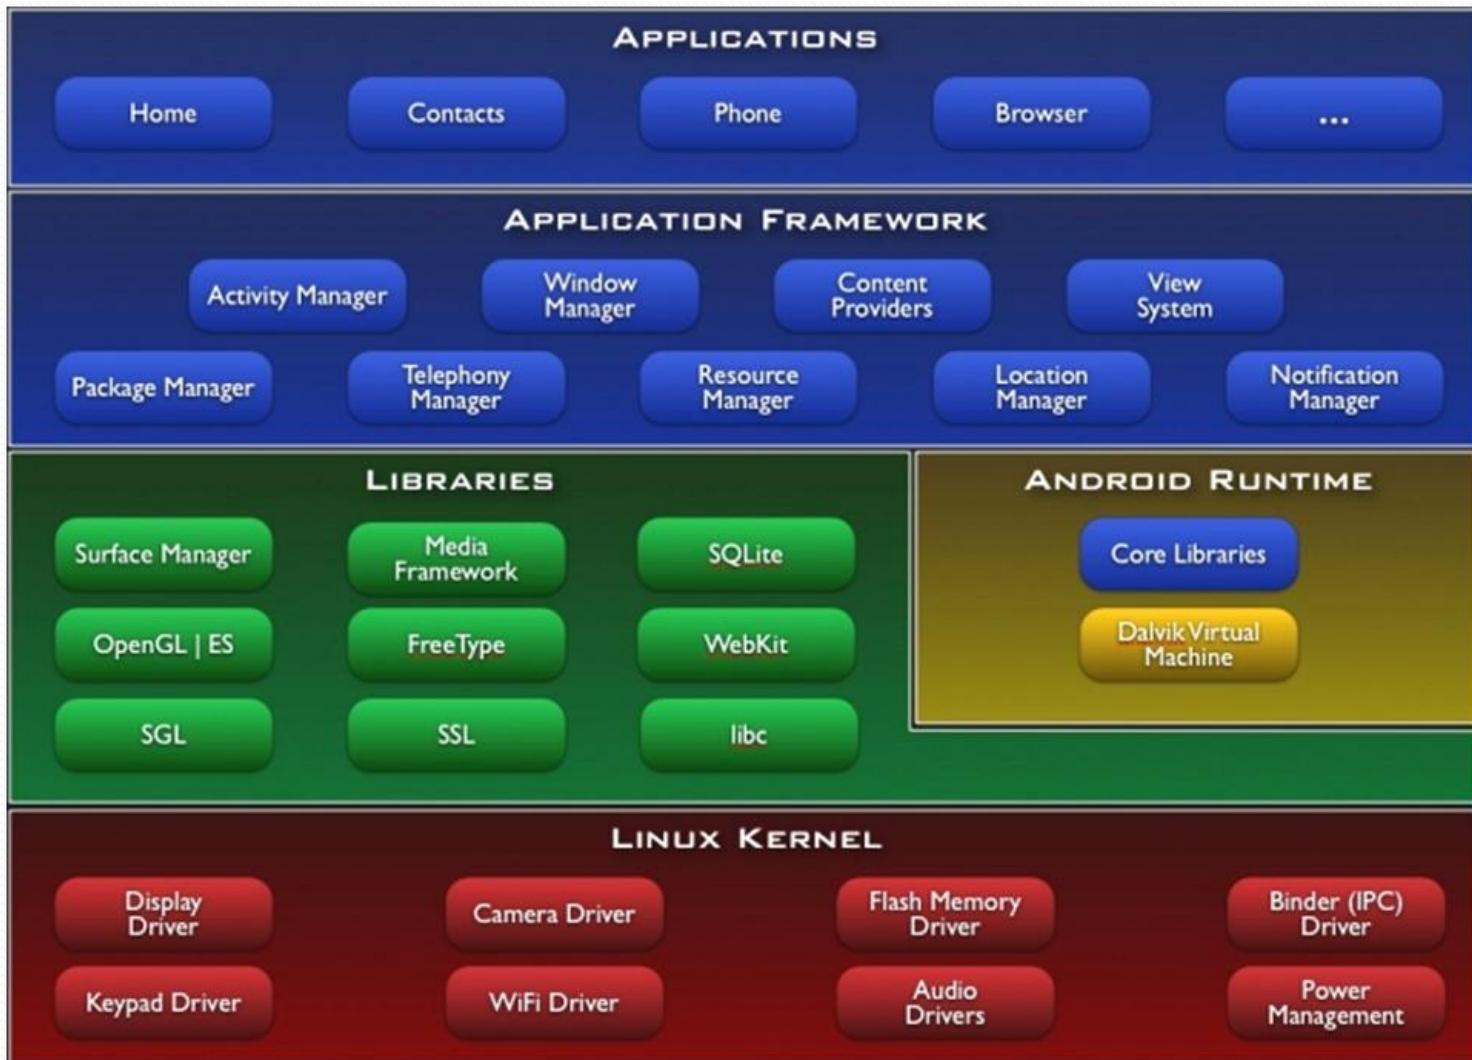 APPLICATIONS
Home Contacts Phone Browser ...
APPLICATION FRAMEWORK
Activity Manager
Window
Manager
Content
Providers
View
System
Package Manager
Telephony
Manager
Resource
Manager
Location
Manager
Notification
Manager
LIBRARIES
Surface Manager
Media
Framework
SQLite
OpenGL | ES
FreeType
WebKit
SGL
SSL
libc
ANDROID RUNTIME
Core Libraries
Dalvik Virtual
Machine
LINUX KERNEL
Display
Driver
Camera Driver
Flash Memory
Driver
Binder (IPC)
Driver
Keypad Driver
WiFi Driver
Audio
Drivers
Power
Management